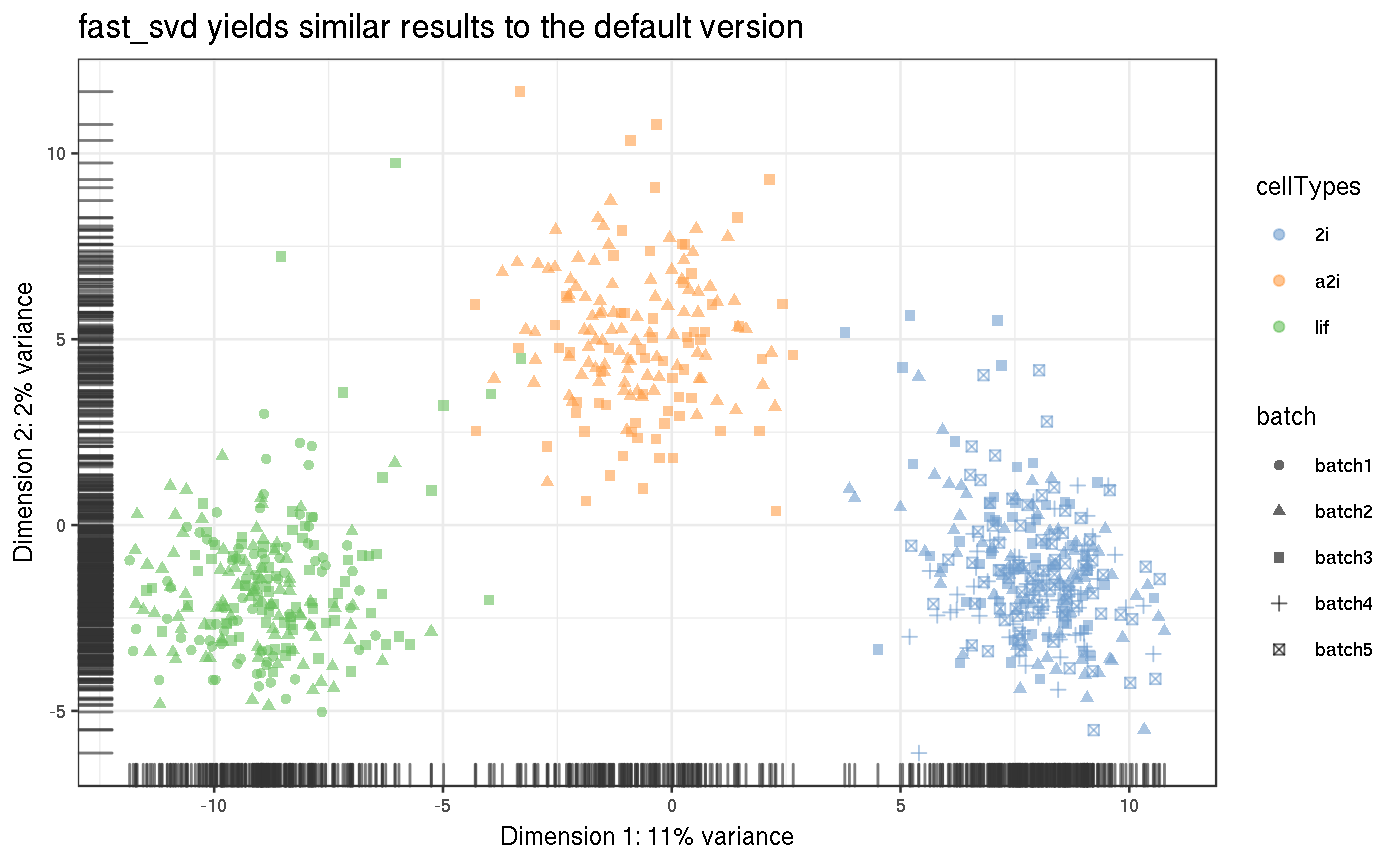 fast_svd yields similar results to the default version
Dimension 2: 2% variance
10
5
0
-5
-10
-5
0
5
10
Dimension 1: 11% variance
cellTypes
2i
a2i
lif
batch
batch1
batch2
batch3
batch4
batch5